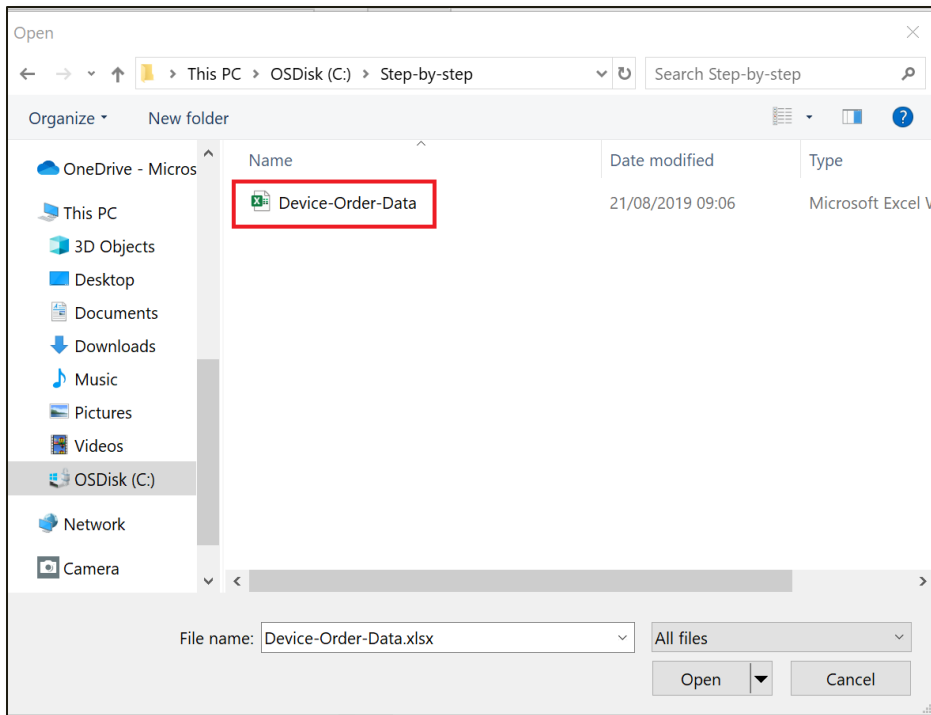 Open
This PC > OSDisk (C:) > Step-by-step
Search Step-by-step
Organize
New folder
?
Name
Date modified
Type
OneDrive - Micros
This PC
3D Objects
Desktop
Documents
Downloads
Music
Pictures
Videos
OSDisk (C:)
Network
Camera
Device-Order-Data
21/08/2019 09:06
Microsoft Excel W
File name:
Device-Order-Data.xlsx
All files
Open
Cancel